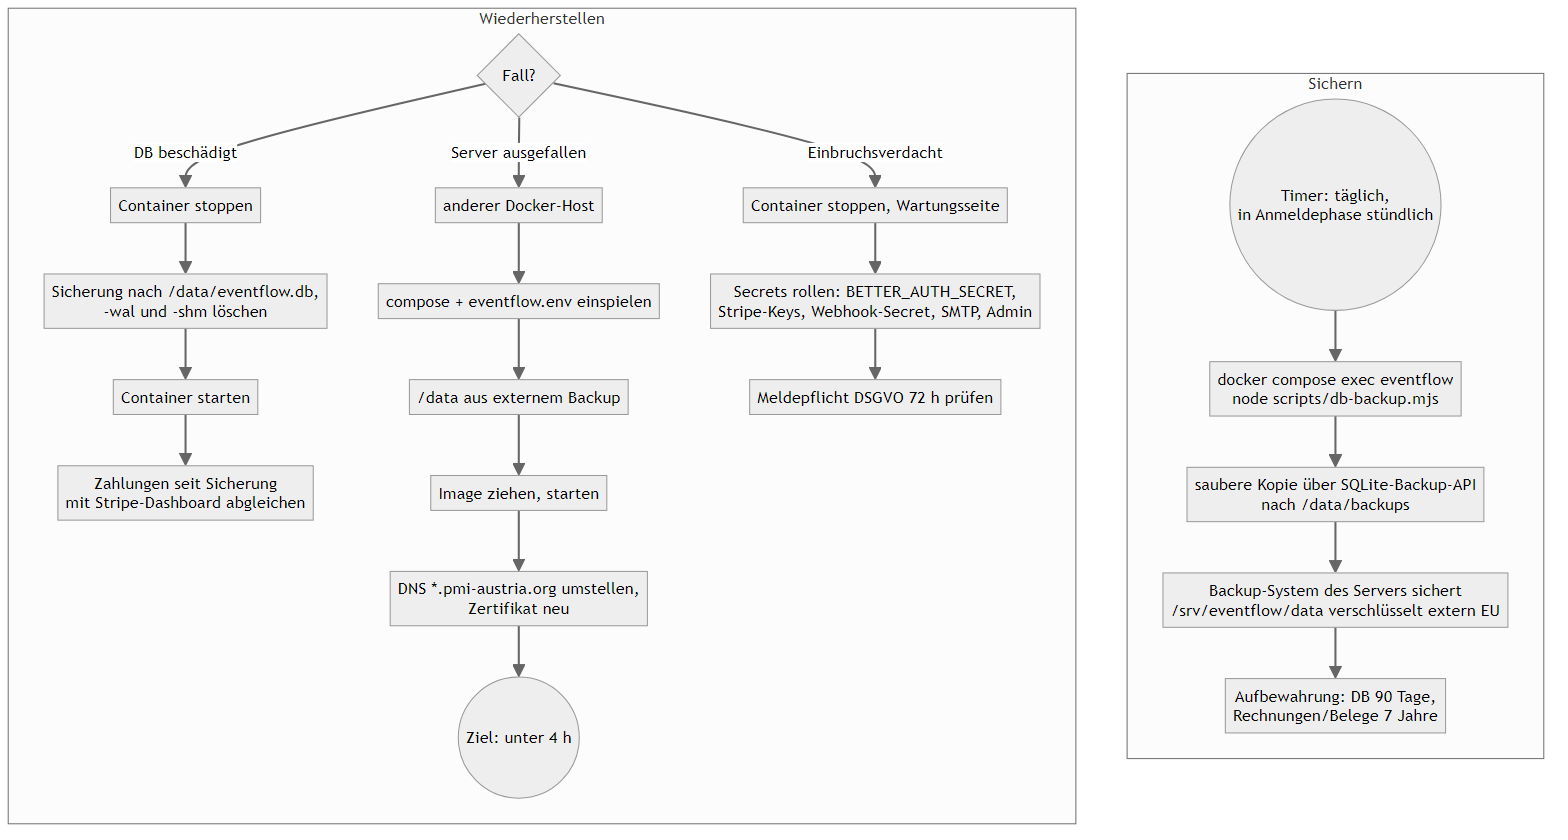 Wiederherstellen
Fall?
DB beschädigt
Container stoppen
Sicherung nach /data/eventflow.db,
-wal und -shm löschen
Container starten
Zahlungen seit Sicherung
mit Stripe-Dashboard abgleichen
Server ausgefallen
anderer Docker-Host
compose + eventflow.env einspielen
/data aus externem Backup
Image ziehen, starten
DNS *.pmi-austria.org umstellen,
Zertifikat neu
Ziel: unter 4 h
Einbruchsverdacht
Container stoppen, Wartungsseite
Secrets rollen: BETTER_AUTH_SECRET,
Stripe-Keys, Webhook-Secret, SMTP, Admin
Meldepflicht DSGVO 72 h prüfen
Sichern
Timer: täglich,
in Anmeldephase stündlich
docker compose exec eventflow
node scripts/db-backup.mjs
saubere Kopie über SQLite-Backup-API
nach /data/backups
Backup-System des Servers sichert
/srv/eventflow/data verschlüsselt extern EU
Aufbewahrung: DB 90 Tage,
Rechnungen/Belege 7 Jahre